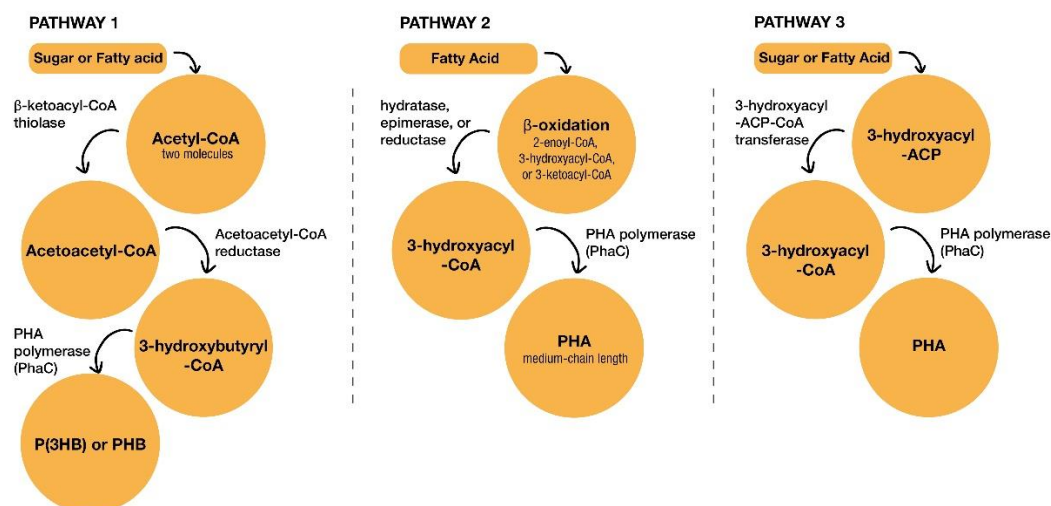 PATHWAY 1
Sugar or Fatty acid
β-ketoacyl-CoA
thiolase
Acetyl-CoA
two molecules
Acetoacetyl-CoA
Acetoacetyl-CoA
reductase
3-hydroxybutyryl
-CoA
PHA
polymerase
(PhaC)
P(3HB) or PHB
PATHWAY 2
Fatty Acid
hydratase,
epimerase, or
reductase
β-oxidation
2-enoyl-CoA,
3-hydroxyacyl-CoA,
or 3-ketoacyl-CoA
3-hydroxyacyl
-CoA
PHA polymerase
(PhaC)
PHA
medium-chain length
PATHWAY 3
Sugar or Fatty Acid
3-hydroxyacyl
-ACP-CoA
transferase
3-hydroxyacyl
-ACP
3-hydroxyacyl
-CoA
PHA polymerase
(PhaC)
PHA